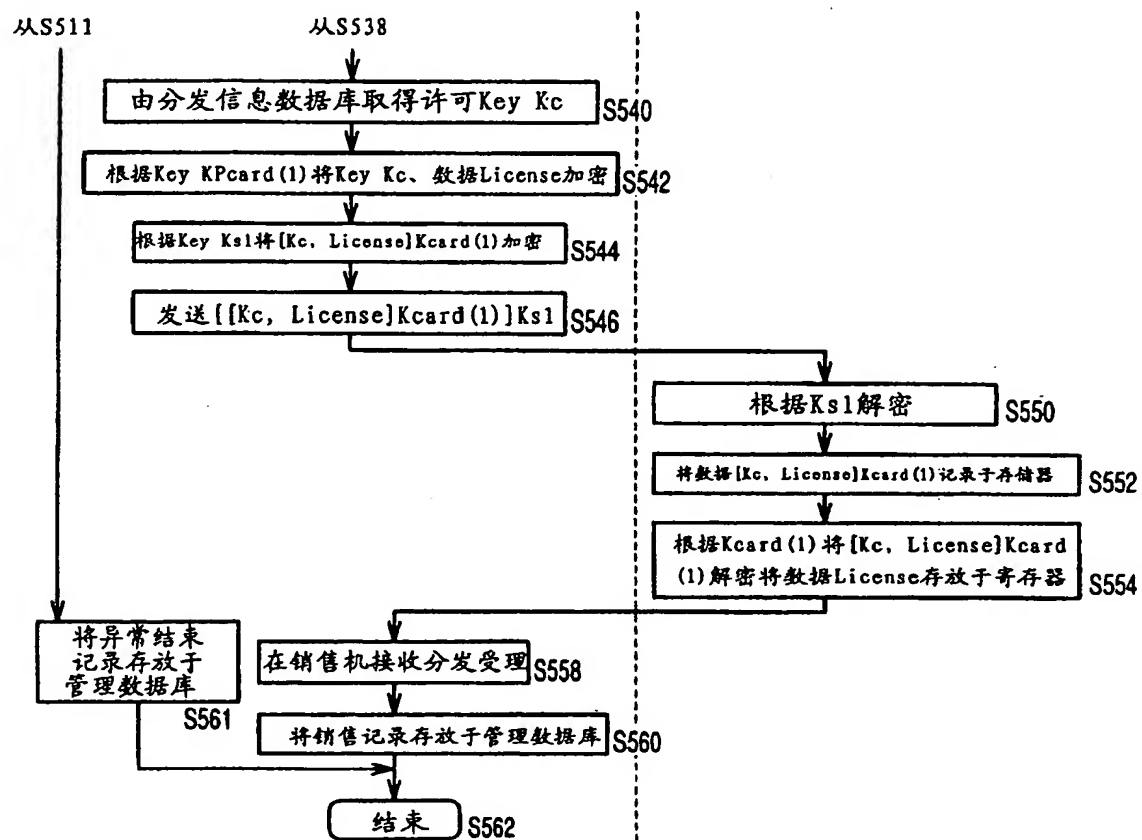 从S511
从S538
由分发信息数据库取得许可Key Kc
S540
根据Key KPcard(1)将Key Kc、数据License加密
S542
根据Key Ks1将[Kc, License]Kcard(1)加密
S544
发送[[Kc, License]Kcard(1)]Ks1
S546
根据Ks1解密
S550
将数据[Kc, License]Kcard(1)记录于存储器
S552
根据Kcard(1)将[Kc, License]Kcard
(1)解密将数据License存放于寄存器
S554
将异常结束
记录存放于
管理数据库
S561
在销售机接收分发受理
S558
将销售记录存放于管理数据库
S560
结束
S562